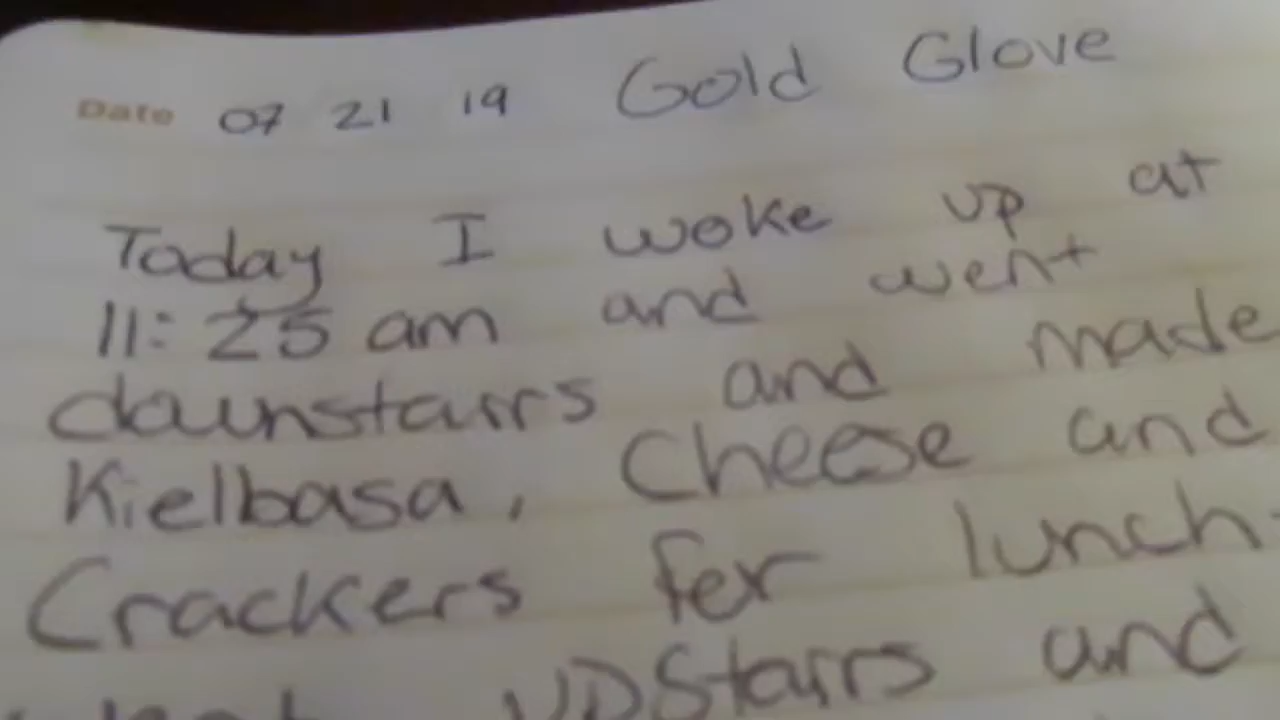 Date 07 21 19 Gold Glove
Today I woke up at
11:25 am and went
downstairs and made
Kielbasa, Cheese and
Crackers fer lunch.
upstairs and